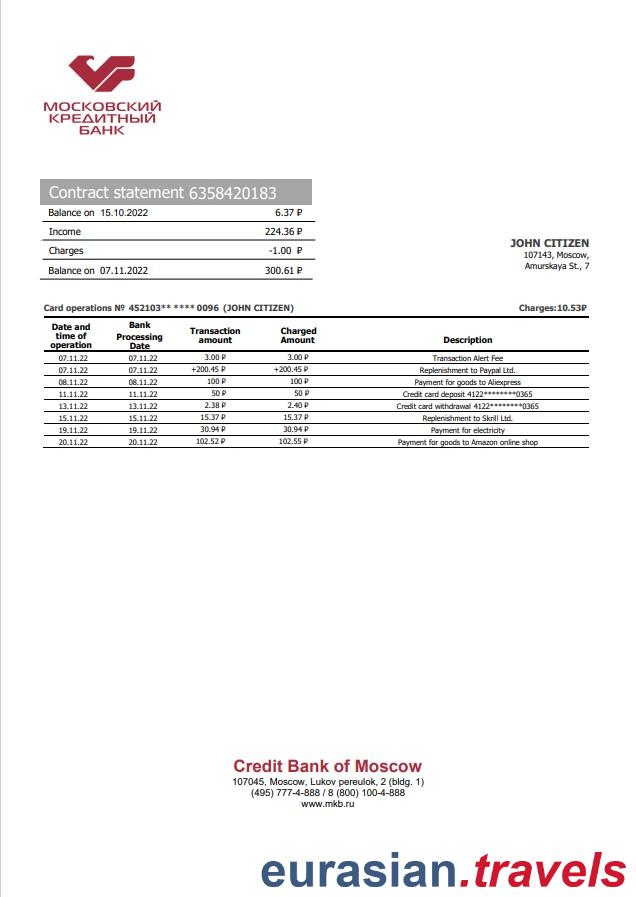 МОСКОВСКИЙ
КРЕДИТНЫЙ
БАНК
Contract statement 6358420183
Balance on 15.10.2022 6.37 ₽
Income 224.36 ₽
Charges -1.00 ₽
Balance on 07.11.2022 300.61 ₽
JOHN CITIZEN
107143, Moscow,
Amurskaya St., 7
Card operations № 452103** **** 0096 (JOHN CITIZEN) Charges:10.53₽
Date and time of operation Bank Processing Date Transaction amount Charged Amount Description
07.11.22 07.11.22 3.00 ₽ 3.00 ₽ Transaction Alert Fee
07.11.22 07.11.22 +200.45 ₽ +200.45 ₽ Replenishment to Paypal Ltd.
08.11.22 08.11.22 100 ₽ 100 ₽ Payment for goods to Aliexpress
11.11.22 11.11.22 50 ₽ 50 ₽ Credit card deposit 4122********0365
13.11.22 13.11.22 2.38 ₽ 2.40 ₽ Credit card withdrawal 4122********0365
15.11.22 15.11.22 15.37 ₽ 15.37 ₽ Replenishment to Skrill Ltd.
19.11.22 19.11.22 30.94 ₽ 30.94 ₽ Payment for electricity
20.11.22 20.11.22 102.52 ₽ 102.55 ₽ Payment for goods to Amazon online shop
Credit Bank of Moscow
107045, Moscow, Lukov pereulok, 2 (bldg. 1)
(495) 777-4-888 / 8 (800) 100-4-888
www.mkb.ru
eurasian.travels